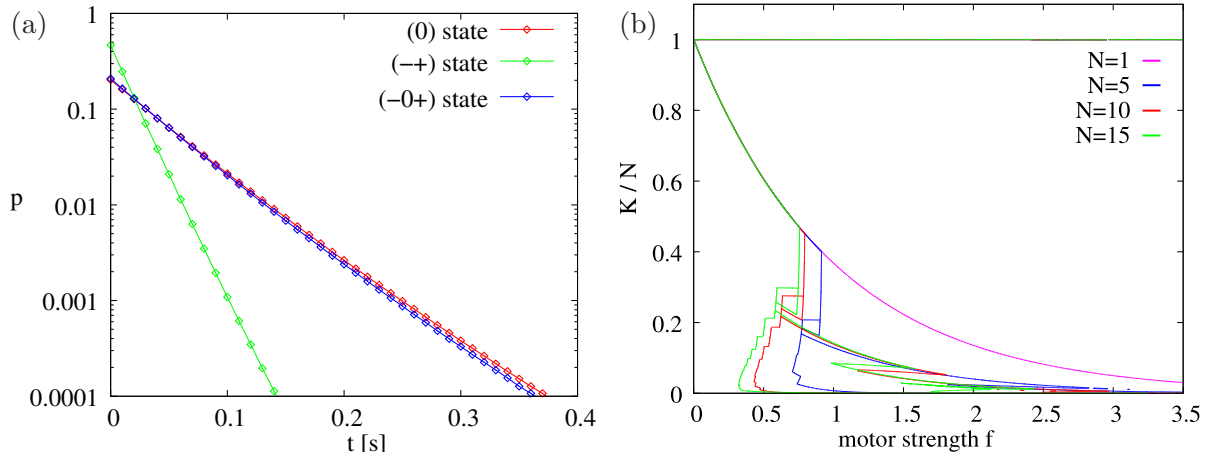 (a)
1
0.1
0.01
0.001
0.0001
p
0
0.1
0.2
0.3
0.4
t [s]
(0) state
(−+) state
(−0+) state
(b)
K / N
1
0.8
0.6
0.4
0.2
0
0
0.5
1
1.5
2
2.5
3
3.5
motor strength f
N=1
N=5
N=10
N=15